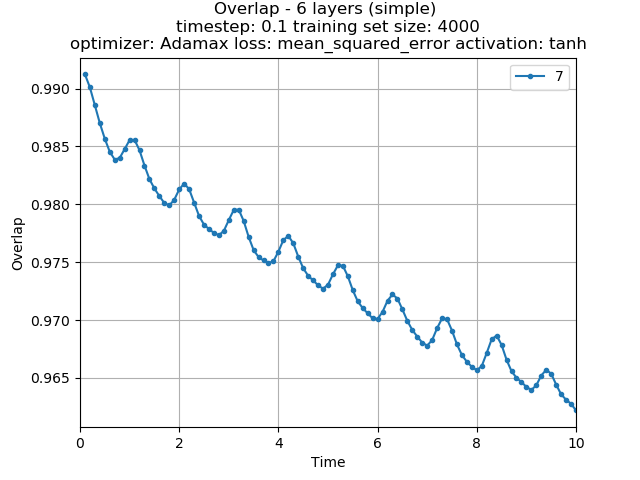 Overlap - 6 layers (simple)
timestep: 0.1 training set size: 4000
optimizer: Adamax loss: mean_squared_error activation: tanh
7
0.990
0.985
0.980
0.975
0.970
0.965
Overlap
0 2 4 6 8 10
Time